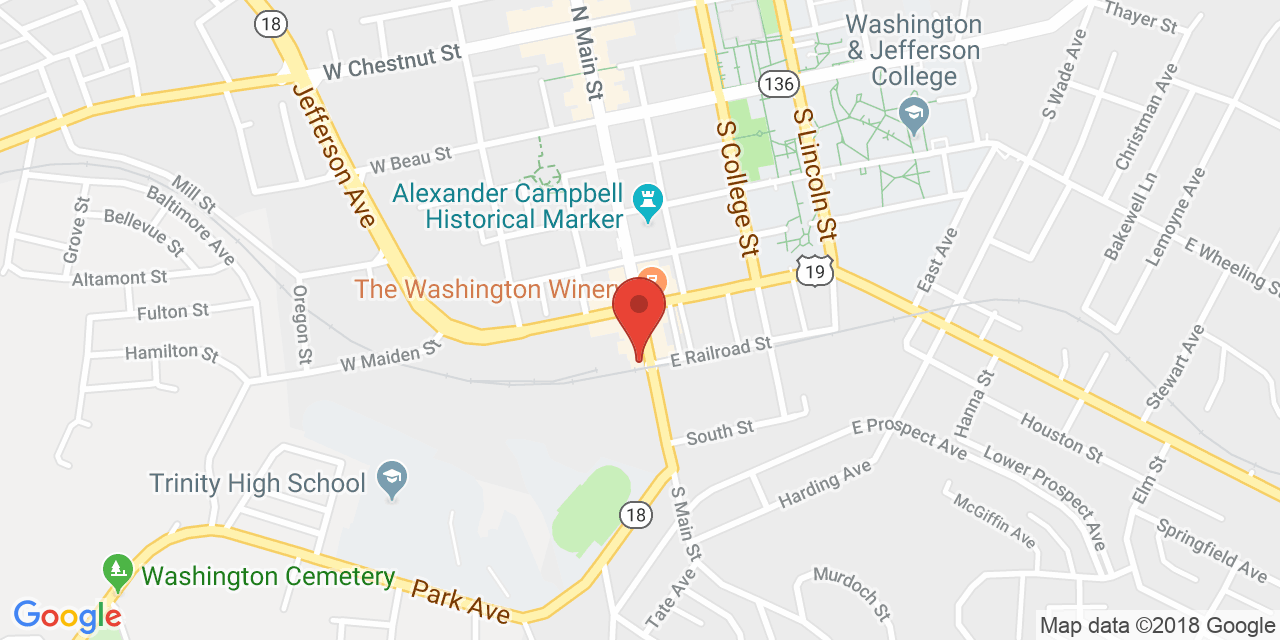 18
N Main St
W Chestnut St
Washington
& Jefferson
College
Thayer St
S Wade Ave
Christman Ave
136
Jefferson Ave
S College St
S Lincoln St
W Beau St
Mill St
Baltimore Ave
Grove St
Bellevue St
Alexander Campbell
Historical Marker
Bakewell Ln
Lemoyne Ave
E Wheeling S
East Ave
Altamont St
19
The Washington Winery
Fulton St
Oregon St
Hamilton St
W Maiden St
E Railroad St
Stewart Ave
Hanna St
South St
E Prospect Ave
Houston St
Lower Prospect Ave
Harding Ave
Elm St
Trinity High School
18
S Main St
McGiffin Ave
Springfield Ave
Washington Cemetery
Park Ave
Tate Ave
Murdoch St
Google
Map data ©2018 Google